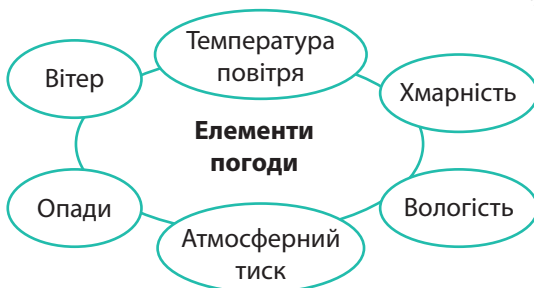 Температура
повітря
Вітер
Хмарність
Елементи
погоди
Опади
Вологість
Атмосферний
тиск